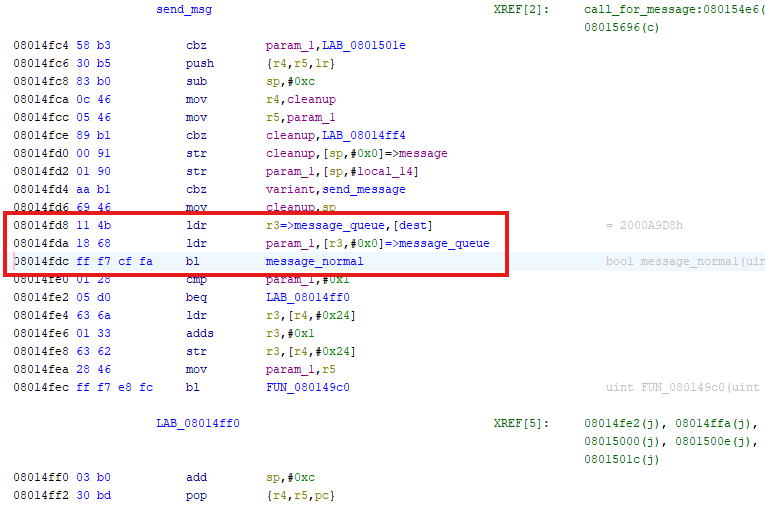 send_msg XREF[2]: call_for_message:080154e6(
08015696(c)
08014fc4 58 b3 cbz param_1,LAB_0801501e
08014fc6 30 b5 push {r4,r5,lr}
08014fc8 83 b0 sub sp,#0xc
08014fca 0c 46 mov r4,cleanup
08014fcc 05 46 mov r5,param_1
08014fce 89 b1 cbz cleanup,LAB_08014ff4
08014fd0 00 91 str cleanup,[sp,#0x0]=>message
08014fd2 01 90 str param_1,[sp,#local_14]
08014fd4 aa b1 cbz variant,send_message
08014fd6 69 46 mov cleanup,sp
08014fd8 11 4b ldr r3=>message_queue,[dest] = 2000A9D8h
08014fda 18 68 ldr param_1,[r3,#0x0]=>message_queue
08014fdc ff f7 cf fa bl message_normal bool message_normal(uin
08014fe0 01 28 cmp param_1,#0x1
08014fe2 05 d0 beq LAB_08014ff0
08014fe4 63 6a ldr r3,[r4,#0x24]
08014fe6 01 33 adds r3,#0x1
08014fe8 63 62 str r3,[r4,#0x24]
08014fea 28 46 mov param_1,r5
08014fec ff f7 e8 fc bl FUN_080149c0 uint FUN_080149c0(uint
LAB_08014ff0 XREF[5]: 08014fe2(j), 08014ffa(j),
08015000(j), 0801500e(j),
0801501c(j)
08014ff0 03 b0 add sp,#0xc
08014ff2 30 bd pop {r4,r5,pc}